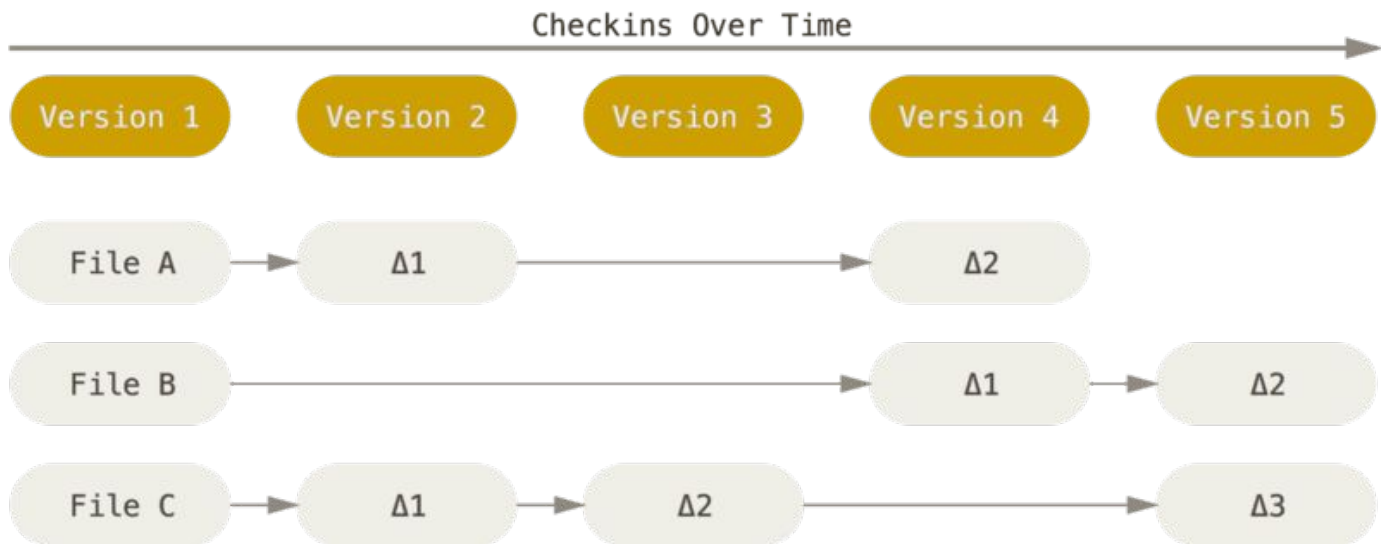 Checkins Over Time
Version 1 Version 2 Version 3 Version 4 Version 5
File A Δ1 Δ2
File B Δ1 Δ2
File C Δ1 Δ2 Δ3